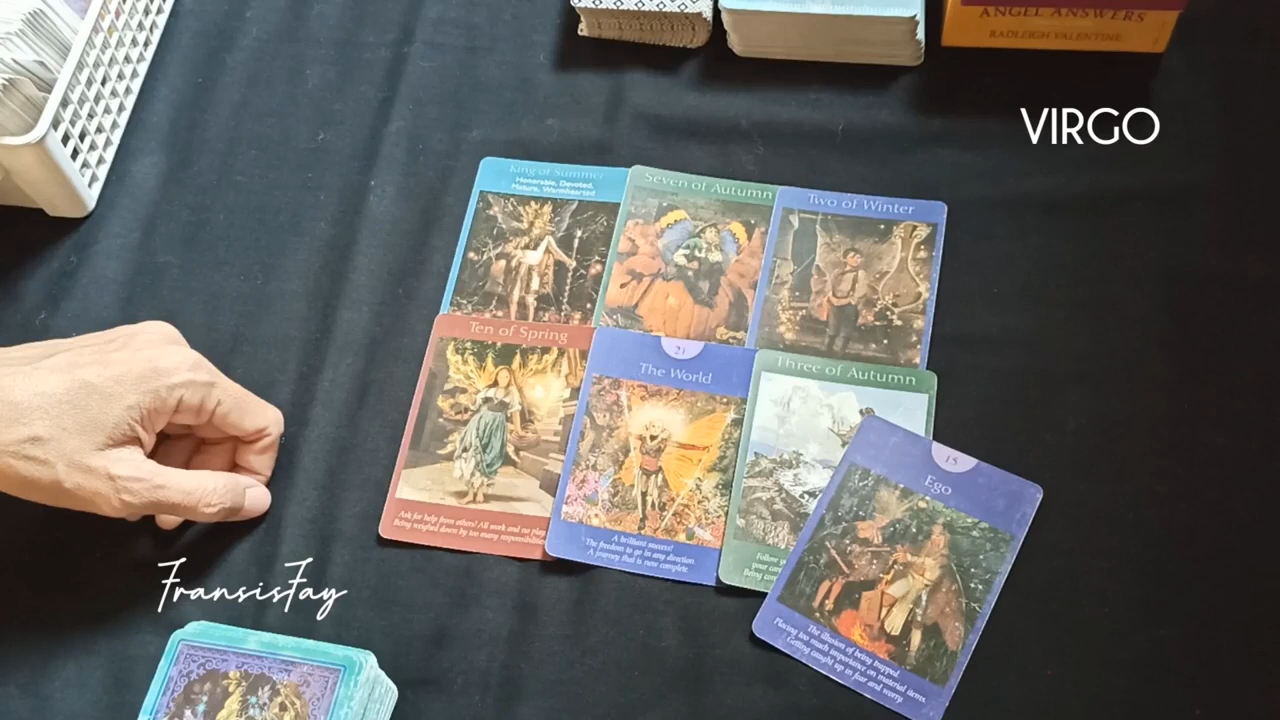 ANGEL ANSWERS
RADLEIGH VALENTINE
VIRGO
King of Summer
Honorable, Devoted,
Mature, Warmhearted
Seven of Autumn
Two of Winter
Ten of Spring
Ask for help from others! All work and no play
Being weighed down by too many responsibilities
21
The World
A brilliant success!
The freedom to go in any direction.
A journey that is now complete.
Three of Autumn
Follow
your
Being
15
Ego
The illusion of being trapped.
Placing too much importance on material items.
Getting caught up in fear and worry.
FransisFay